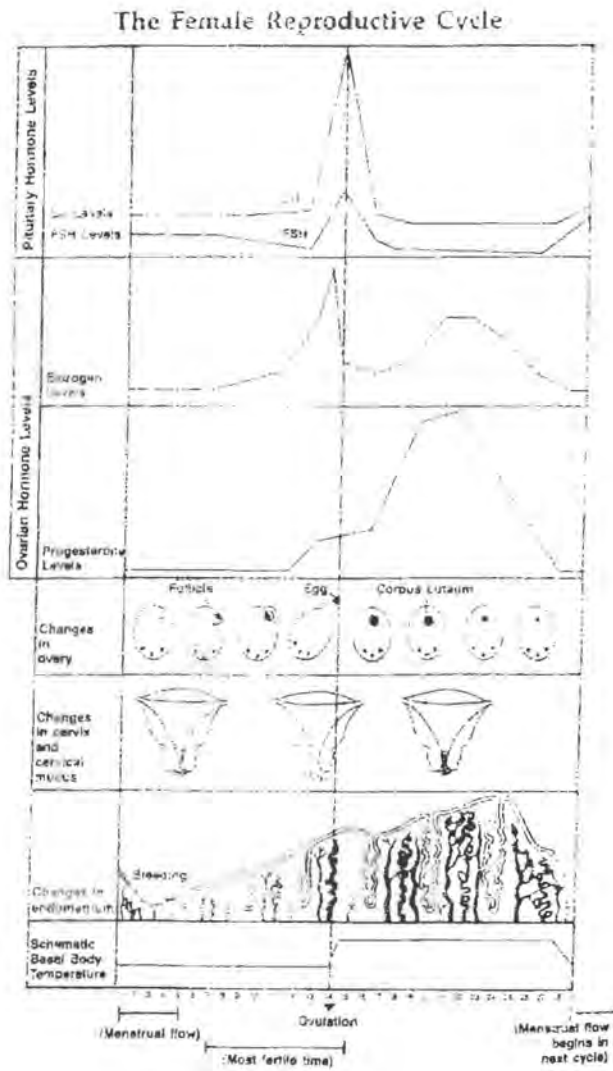 The Female Reproductive Cycle
Pituitary Hormone Levels
Levels
FSH Levels
FSH
Ovarian Hormone Levels
Estrogen
Levels
Progesterone
Levels
Follicle
Egg
Corpus Luteum
Changes
in
ovary
Changes
in cervix
and
cervical
mucus
Bleeding
Changes in
endometrium
Schematic
Basal Body
Temperature
Ovulation
(Menstrual flow)
(Most fertile time)
(Menstrual flow
begins in
next cycle)